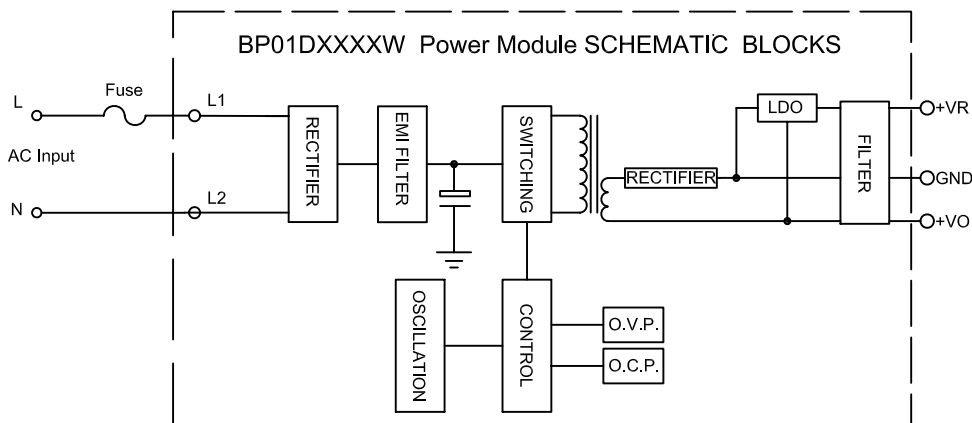 BP01DXXXXW Power Module SCHEMATIC BLOCKS
Fuse
L
L1
AC Input
N
L2
RECTIFIER
EMI FILTER
SWITCHING
RECTIFIER
LDO
FILTER
+VR
GND
+VO
OSCILLATION
CONTROL
O.V.P.
O.C.P.